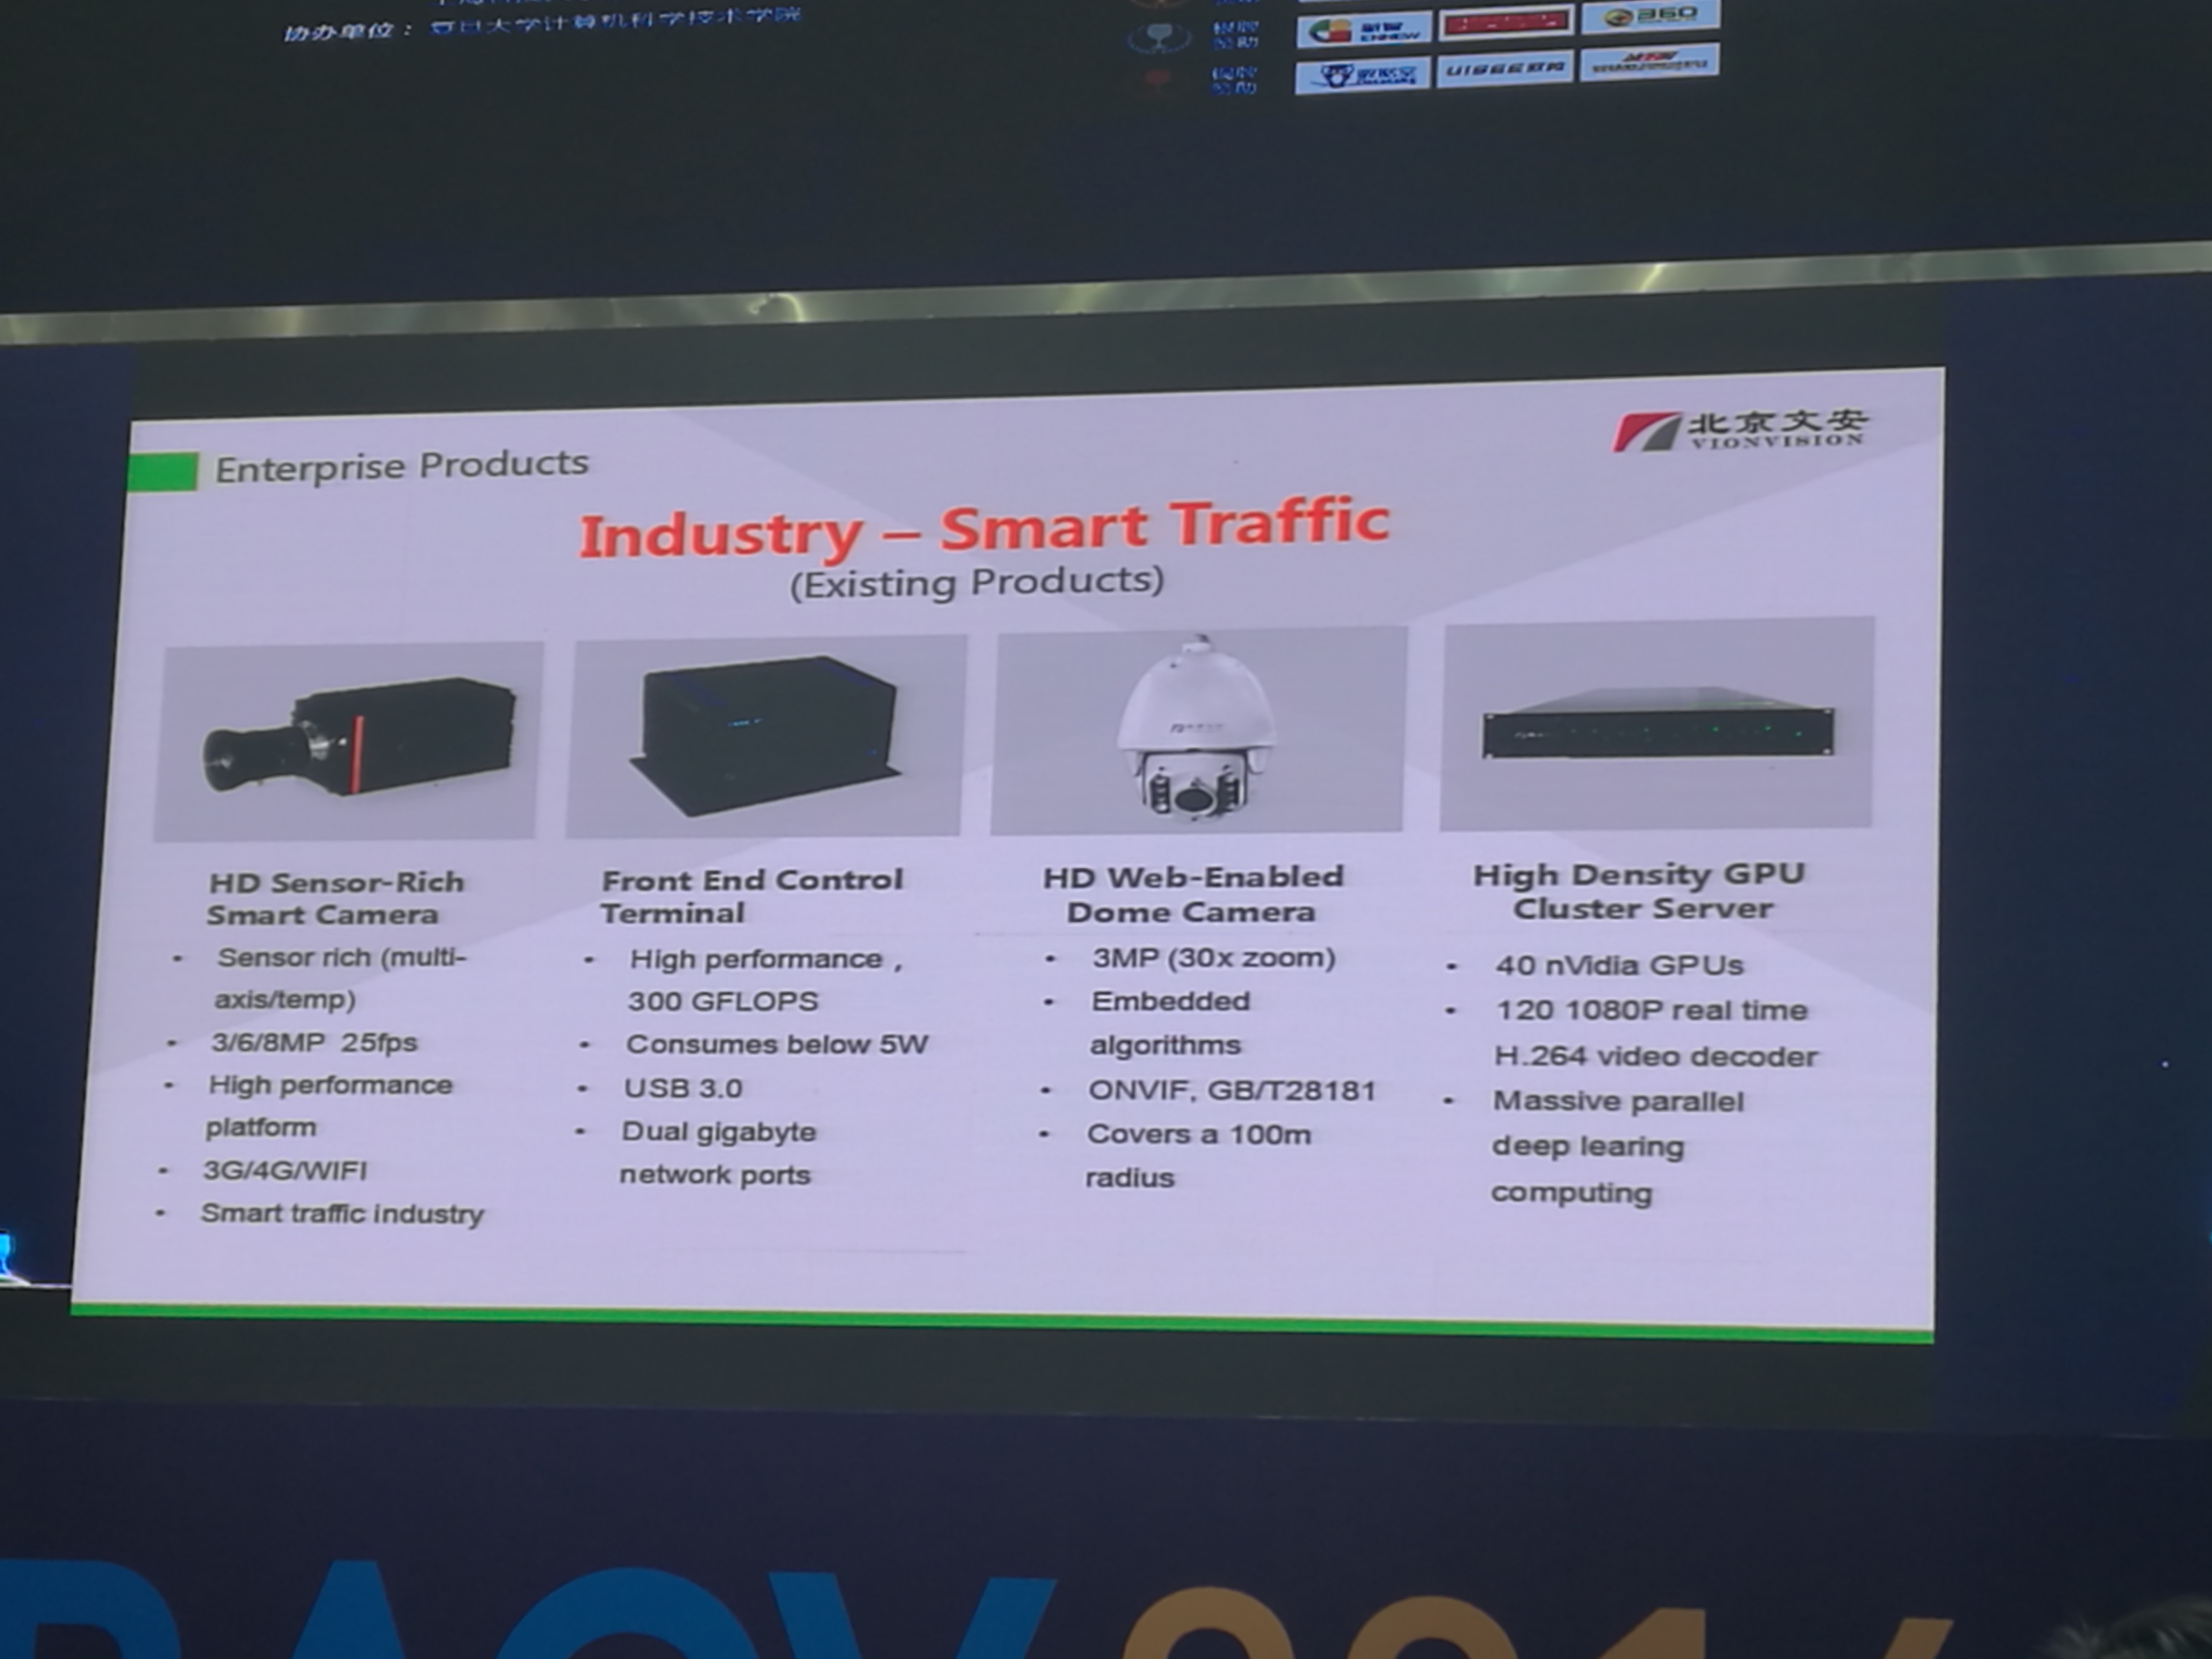 协办单位： 复旦大学计算机科学技术学院
360
UISEE
北京文安
VIONVISION
Enterprise Products
Industry – Smart Traffic
(Existing Products)
HD Sensor-Rich
Smart Camera
• Sensor rich (multi-
axis/temp)
• 3/6/8MP 25fps
• High performance
platform
• 3G/4G/WIFI
• Smart traffic industry
Front End Control
Terminal
• High performance ,
300 GFLOPS
• Consumes below 5W
• USB 3.0
• Dual gigabyte
network ports
HD Web-Enabled
Dome Camera
• 3MP (30x zoom)
• Embedded
algorithms
• ONVIF, GB/T28181
• Covers a 100m
radius
High Density GPU
Cluster Server
• 40 nVidia GPUs
• 120 1080P real time
H.264 video decoder
• Massive parallel
deep learing
computing